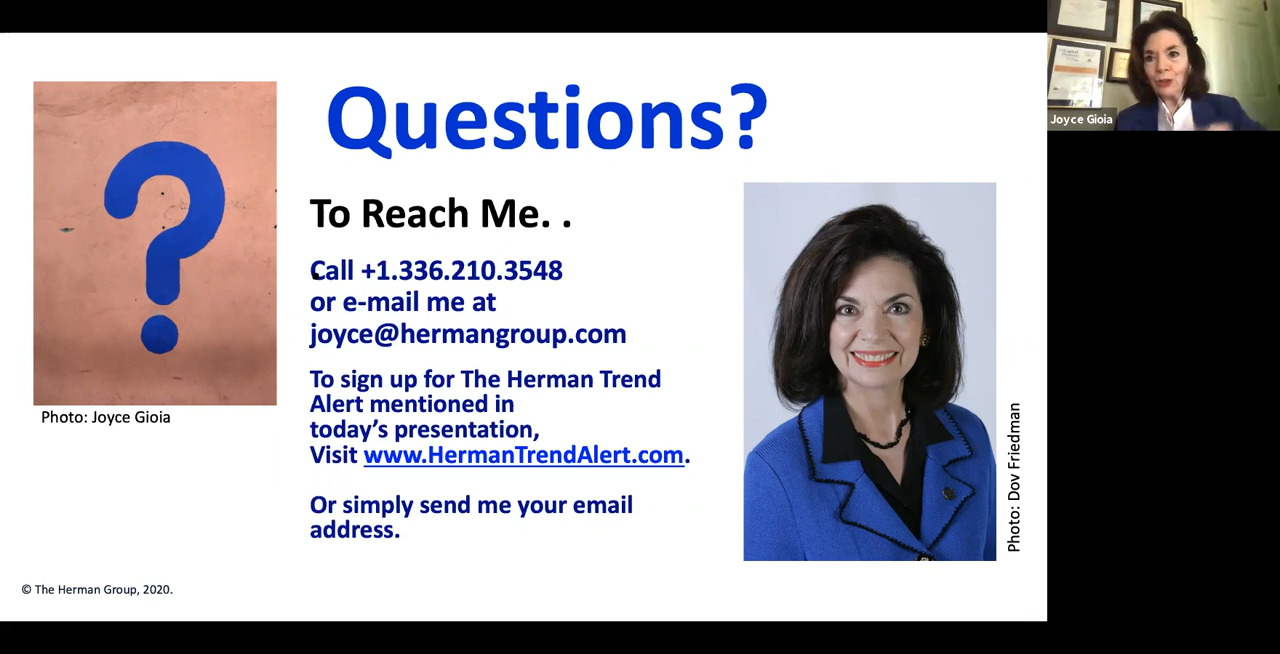 Questions?
To Reach Me. .
Call +1.336.210.3548
or e-mail me at
joyce@hermangroup.com
To sign up for The Herman Trend
Alert mentioned in
today’s presentation,
Visit www.HermanTrendAlert.com.
Or simply send me your email
address.
Photo: Joyce Gioia
Photo: Dov Friedman
© The Herman Group, 2020.
Joyce Gioia